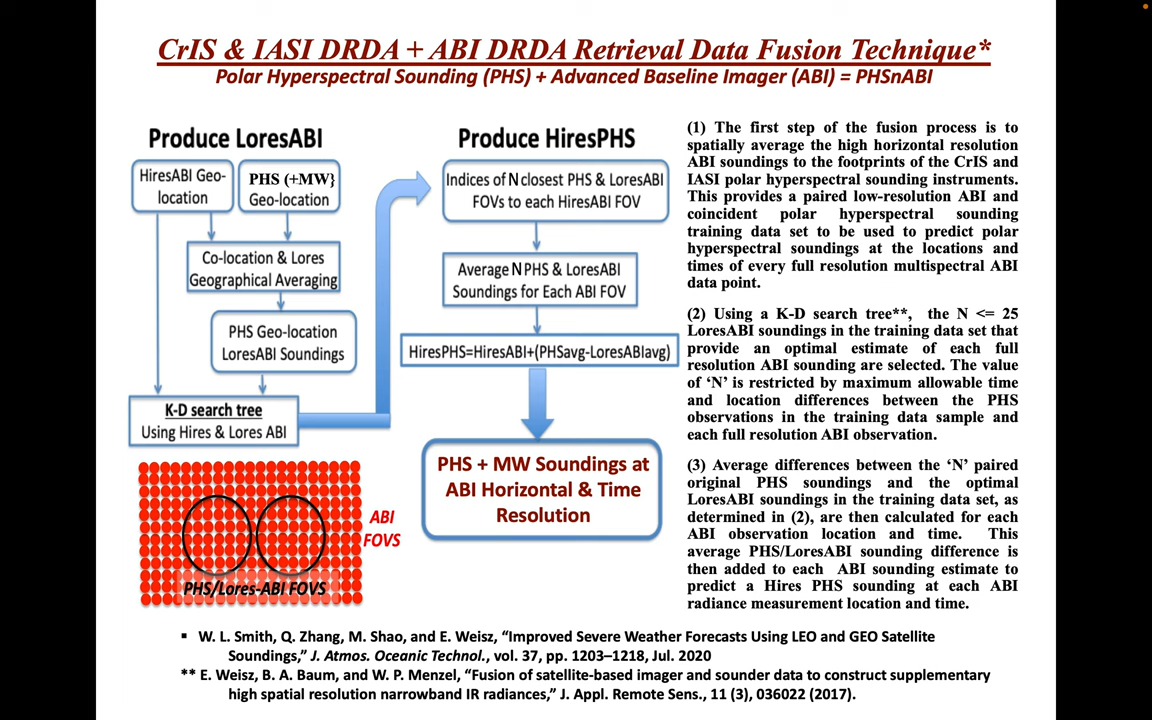 CrIS & IASI DRDA + ABI DRDA Retrieval Data Fusion Technique*
Polar Hyperspectral Sounding (PHS) + Advanced Baseline Imager (ABI) = PHSnABI
Produce LoresABI
HiresABI Geo-
location
PHS (+MW}
Geo-location
Co-location & Lores
Geographical Averaging
PHS Geo-location
LoresABI Soundings
K-D search tree
Using Hires & Lores ABI
ABI
FOVS
PHS/Lores-ABI FOVS
Produce HiresPHS
Indices of N closest PHS & LoresABI
FOVs to each HiresABI FOV
Average N PHS & LoresABI
Soundings for Each ABI FOV
HiresPHS=HiresABI+(PHSavg-LoresABIavg)
PHS + MW Soundings at
ABI Horizontal & Time
Resolution
(1) The first step of the fusion process is to
spatially average the high horizontal resolution
ABI soundings to the footprints of the CrIS and
IASI polar hyperspectral sounding instruments.
This provides a paired low-resolution ABI and
coincident polar hyperspectral sounding
training data set to be used to predict polar
hyperspectral soundings at the locations and
times of every full resolution multispectral ABI
data point.
(2) Using a K-D search tree**, the N <= 25
LoresABI soundings in the training data set that
provide an optimal estimate of each full
resolution ABI sounding are selected. The value
of ‘N’ is restricted by maximum allowable time
and location differences between the PHS
observations in the training data sample and
each full resolution ABI observation.
(3) Average differences between the ‘N’ paired
original PHS soundings and the optimal
LoresABI soundings in the training data set, as
determined in (2), are then calculated for each
ABI observation location and time. This
average PHS/LoresABI sounding difference is
then added to each ABI sounding estimate to
predict a Hires PHS sounding at each ABI
radiance measurement location and time.
▪ W. L. Smith, Q. Zhang, M. Shao, and E. Weisz, “Improved Severe Weather Forecasts Using LEO and GEO Satellite
Soundings,” J. Atmos. Oceanic Technol., vol. 37, pp. 1203–1218, Jul. 2020
** E. Weisz, B. A. Baum, and W. P. Menzel, “Fusion of satellite-based imager and sounder data to construct supplementary
high spatial resolution narrowband IR radiances,” J. Appl. Remote Sens., 11 (3), 036022 (2017).